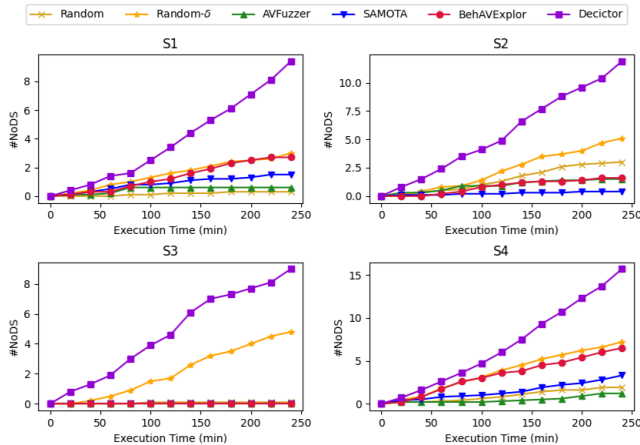 Random Random-δ AVFuzzer SAMOTA BehAVExplor Decictor
S1
8
6
4
2
0
#NoDS
0 50 100 150 200 250
Execution Time (min)
S2
10.0
7.5
5.0
2.5
0.0
#NoDS
0 50 100 150 200 250
Execution Time (min)
S3
8
6
4
2
0
#NoDS
0 50 100 150 200 250
Execution Time (min)
S4
15
10
5
0
#NoDS
0 50 100 150 200 250
Execution Time (min)